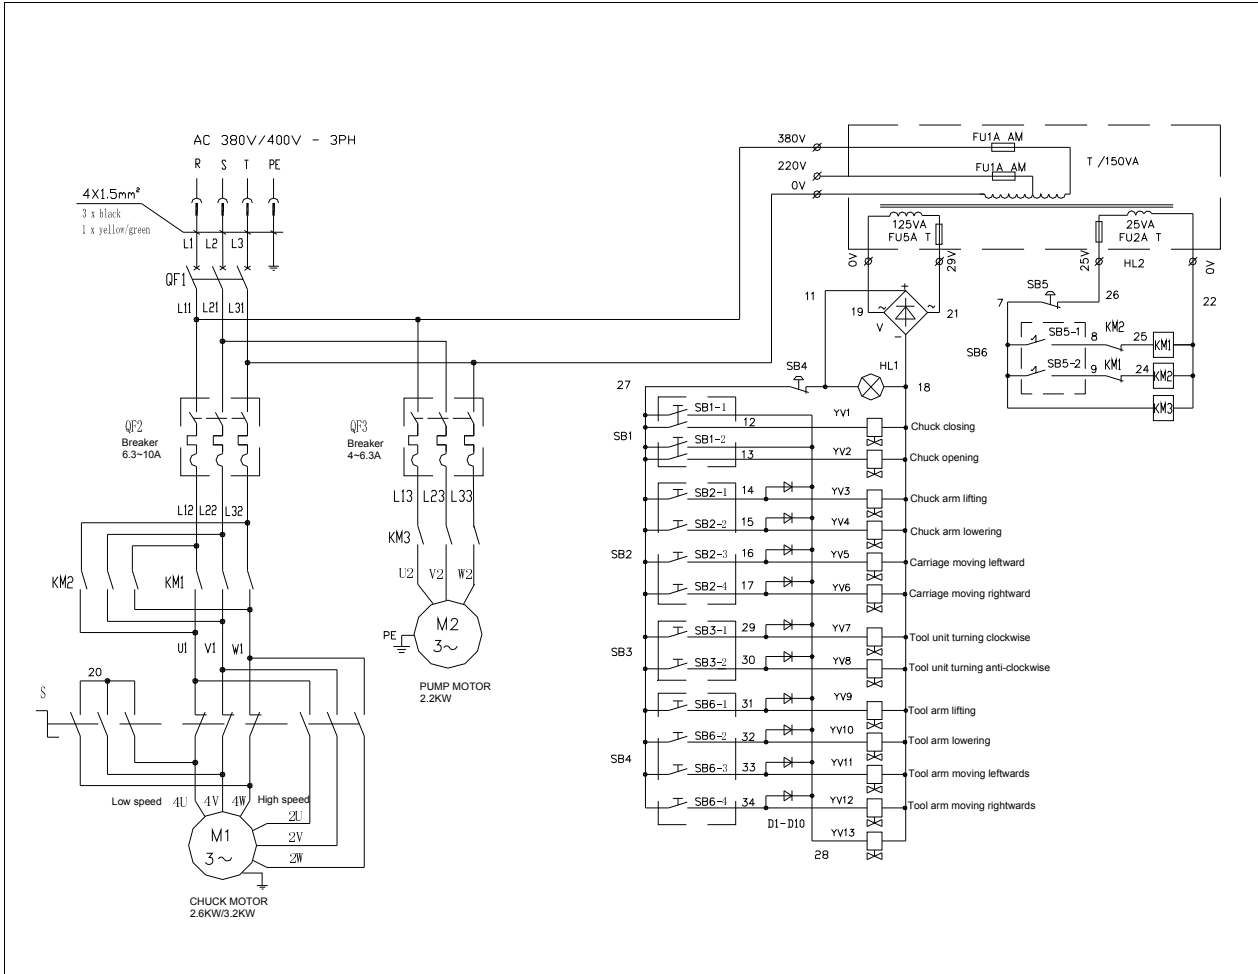 AC 380V/400V - 3PH
R S T PE
4X1.5mm²
3 x black
1 x yellow/green
L1 L2 L3
QF1
L11 L21 L31
QF2
Breaker
6.3~10A
QF3
Breaker
4~6.3A
L12 L22 L32
L13 L23 L33
KM2 KM1
KM3
U2 V2 W2
PE
M2
3~
PUMP MOTOR
2.2KW
U1 V1 W1
20
S
Low speed 4U 4V 4W High speed
2U
2V
2W
M1
3~
CHUCK MOTOR
2.6KW/3.2KW
380V
220V
0V
FU1A AM
FU1A AM
T /150VA
125VA
FU5A T
25VA
FU2A T
0V 29V 25V HL2 0V
11
19 ~ + ~ 21
V -
SB5
7 26 22
SB6
SB5-1 8 KM2 25 KM1
SB5-2 9 KM1 24 KM2
KM3
27 SB4 HL1 18
SB1
SB1-1 12 YV1 Chuck closing
SB1-2 13 YV2 Chuck opening
SB2
SB2-1 14 YV3 Chuck arm lifting
SB2-2 15 YV4 Chuck arm lowering
SB2-3 16 YV5 Carriage moving leftward
SB2-4 17 YV6 Carriage moving rightward
SB3
SB3-1 29 YV7 Tool unit turning clockwise
SB3-2 30 YV8 Tool unit turning anti-clockwise
SB4
SB6-1 31 YV9 Tool arm lifting
SB6-2 32 YV10 Tool arm lowering
SB6-3 33 YV11 Tool arm moving leftwards
SB6-4 34 YV12 Tool arm moving rightwards
D1-D10
YV13
28